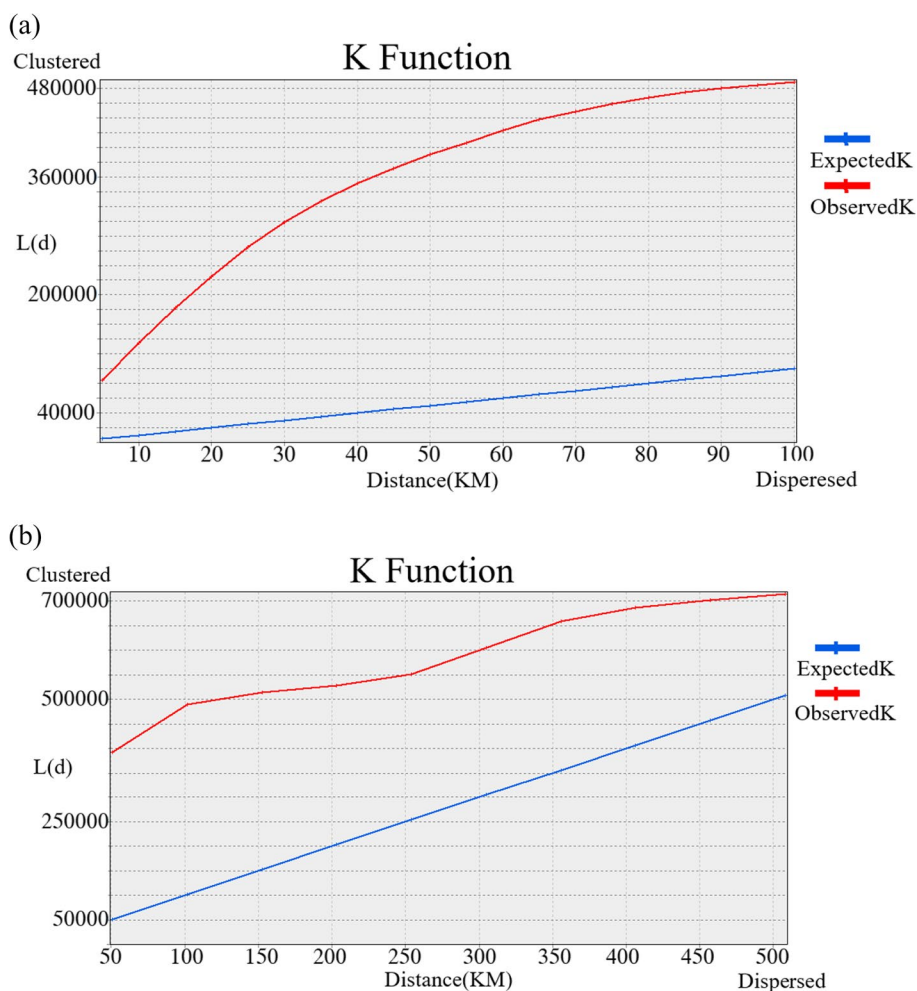 (a)
K Function
Clustered
480000
360000
L(d)
200000
40000
ExpectedK
ObservedK
10 20 30 40 50 60 70 80 90 100
Distance(KM)
Disperesed
(b)
K Function
Clustered
700000
500000
L(d)
250000
50000
ExpectedK
ObservedK
50 100 150 200 250 300 350 400 450 500
Distance(KM)
Dispersed